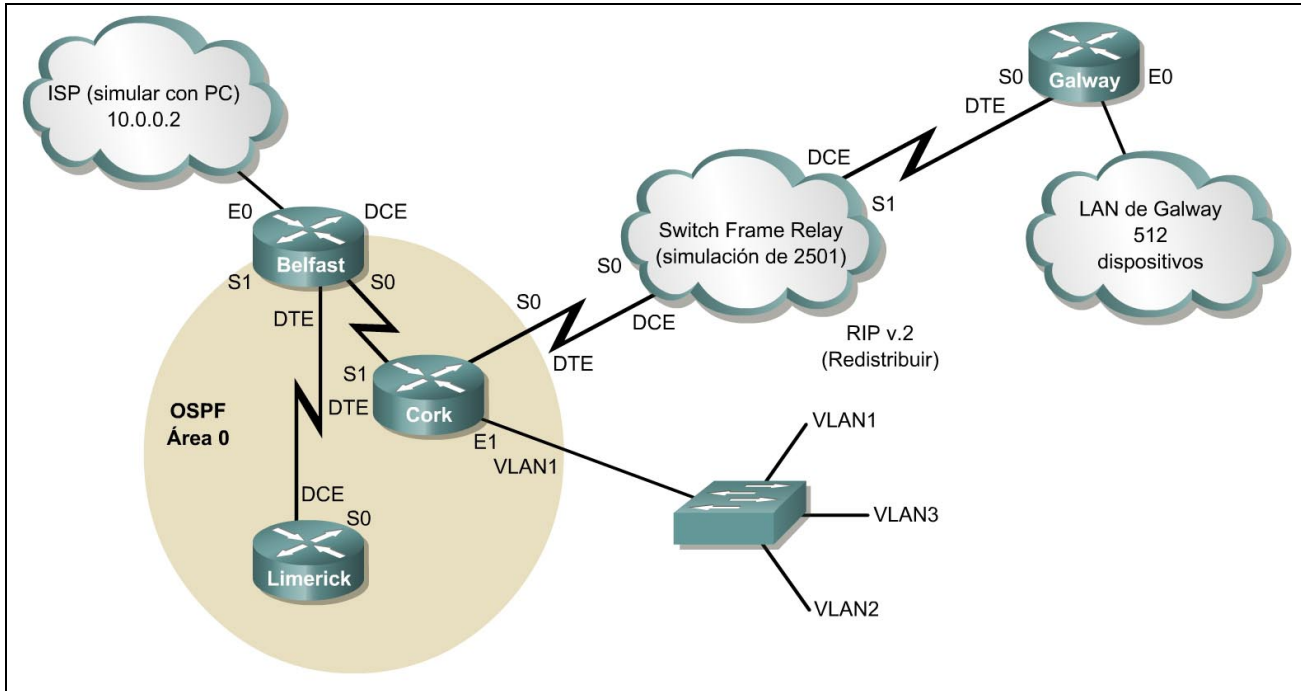 ISP (simular con PC)
10.0.0.2
E0
DCE
Belfast
S1
S0
DTE
S1
DTE
Cork
E1
VLAN1
OSPF
Área 0
DCE
S0
Limerick
S0
DTE
S0
DCE
Switch Frame Relay
(simulación de 2501)
DCE
S1
RIP v.2
(Redistribuir)
S0
DTE
Galway
E0
LAN de Galway
512
dispositivos
VLAN1
VLAN3
VLAN2